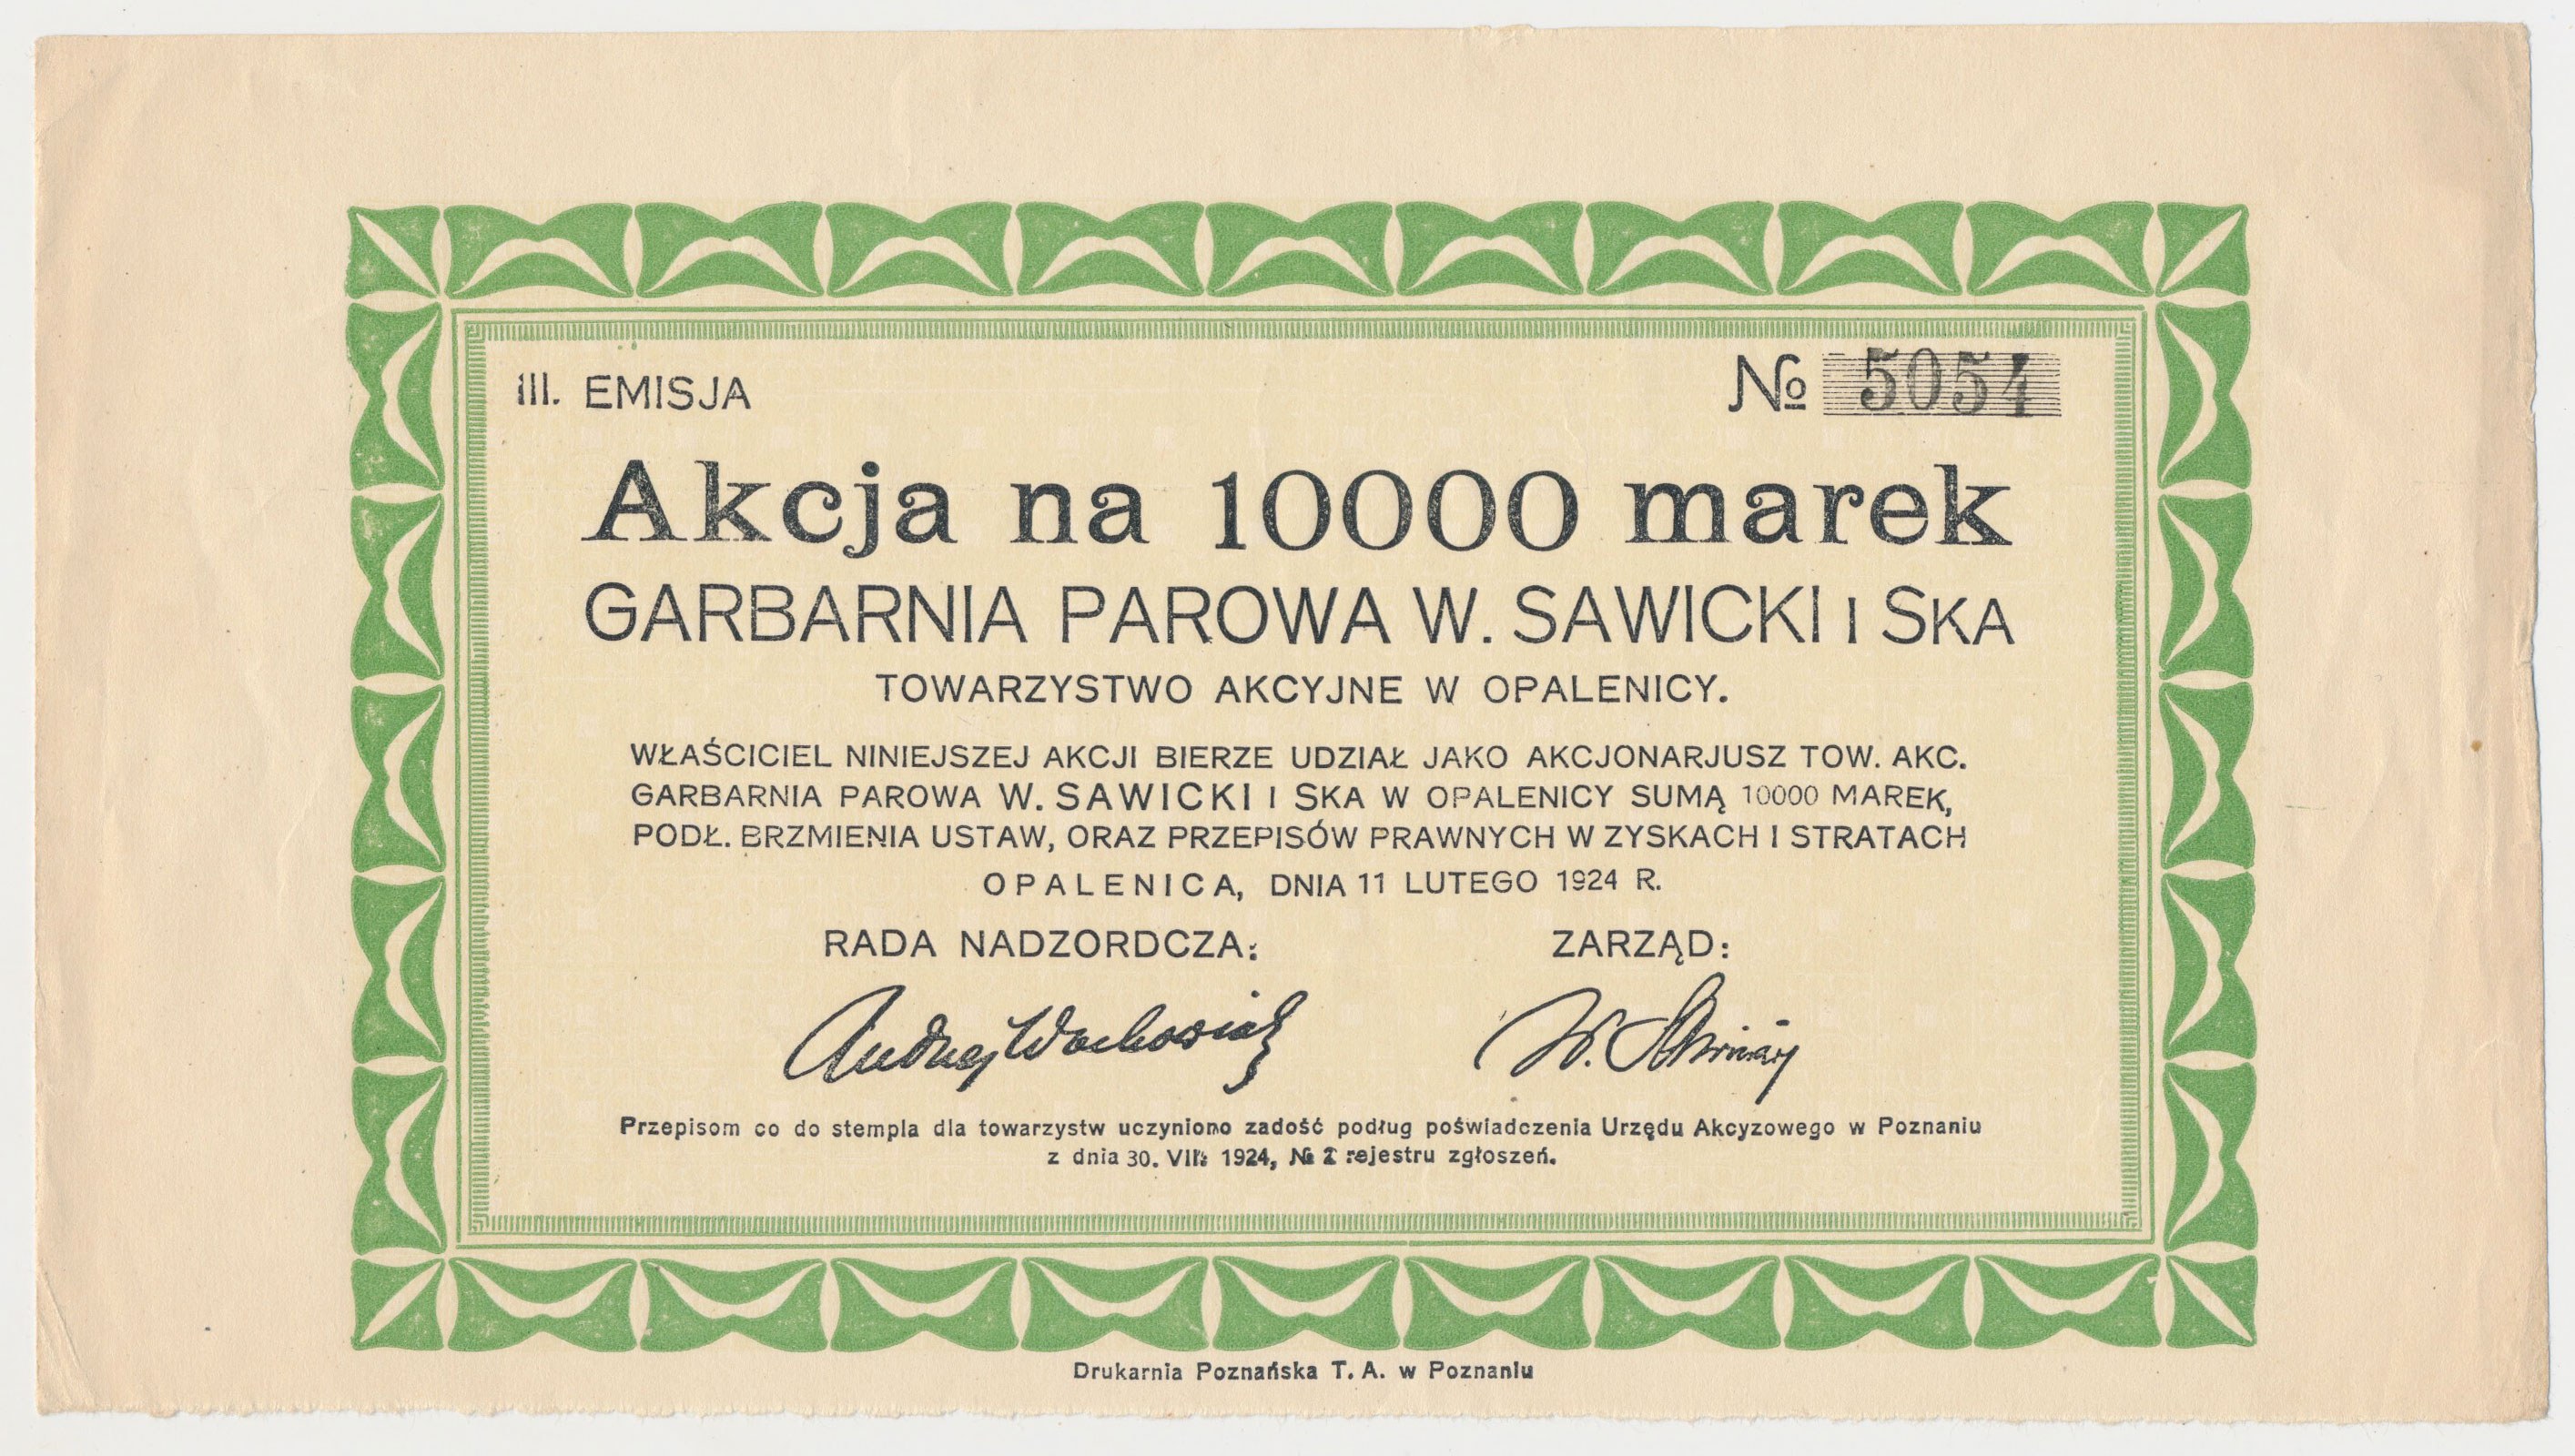 III. EMISJA
№ 5054
Akcja na 10000 marek
GARBARNIA PAROWA W. SAWICKI I SKA
TOWARZYSTWO AKCYJNE W OPALENICY.
WŁAŚCICIEL NINIEJSZEJ AKCJI BIERZE UDZIAŁ JAKO AKCJONARJUSZ TOW. AKC.
GARBARNIA PAROWA W. SAWICKI I SKA W OPALENICY SUMĄ 10000 MAREK,
PODŁ. BRZMIENIA USTAW, ORAZ PRZEPISÓW PRAWNYCH W ZYSKACH I STRATACH
OPALENICA, DNIA 11 LUTEGO 1924 R.
RADA NADZORDCZA:
ZARZĄD:
Andrzej Wachowiak
W.
Przepisom co do stempla dla towarzystw uczyniono zadość podług poświadczenia Urzędu Akcyzowego w Poznaniu
z dnia 30. 1924, № rejestru zgłoszeń.
Drukarnia Poznańska T. A. w Poznaniu